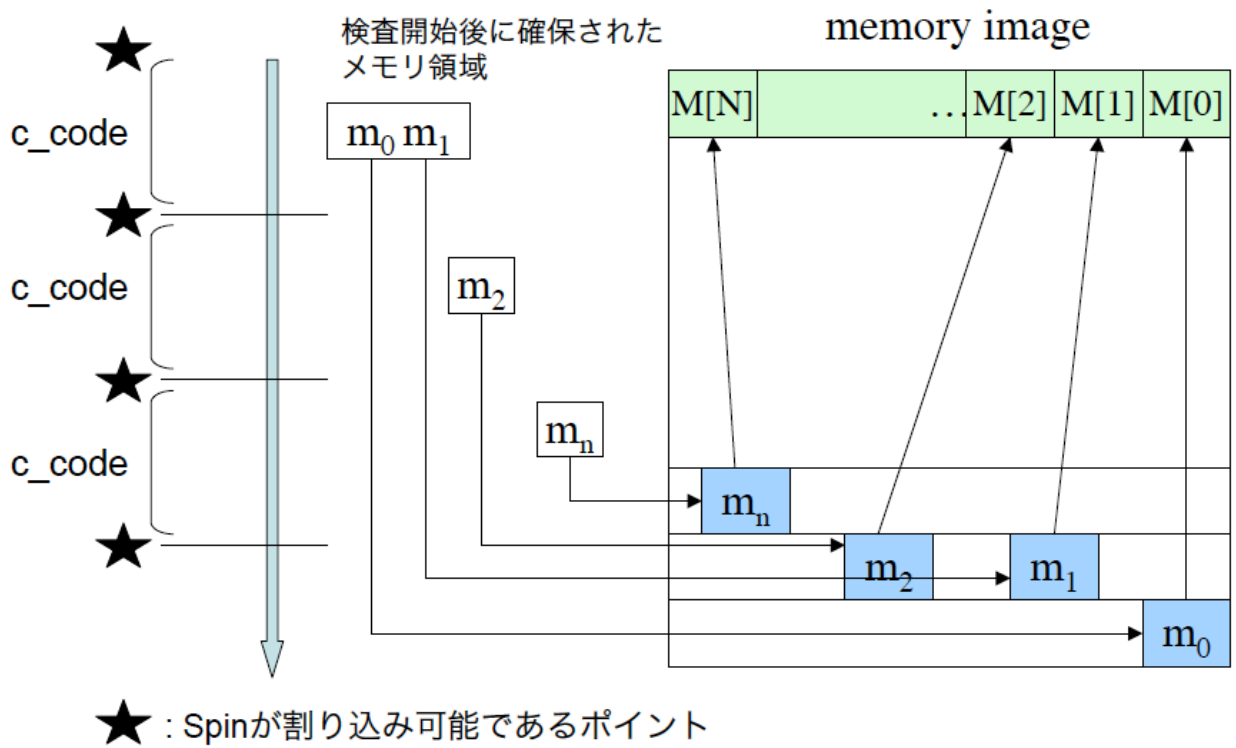 検査開始後に確保された
メモリ領域
memory image
M[N] … M[2] M[1] M[0]
c_code
m₀ m₁
c_code
m₂
c_code
mₙ
mₙ
m₂
m₁
m₀
★ : Spinが割り込み可能であるポイント